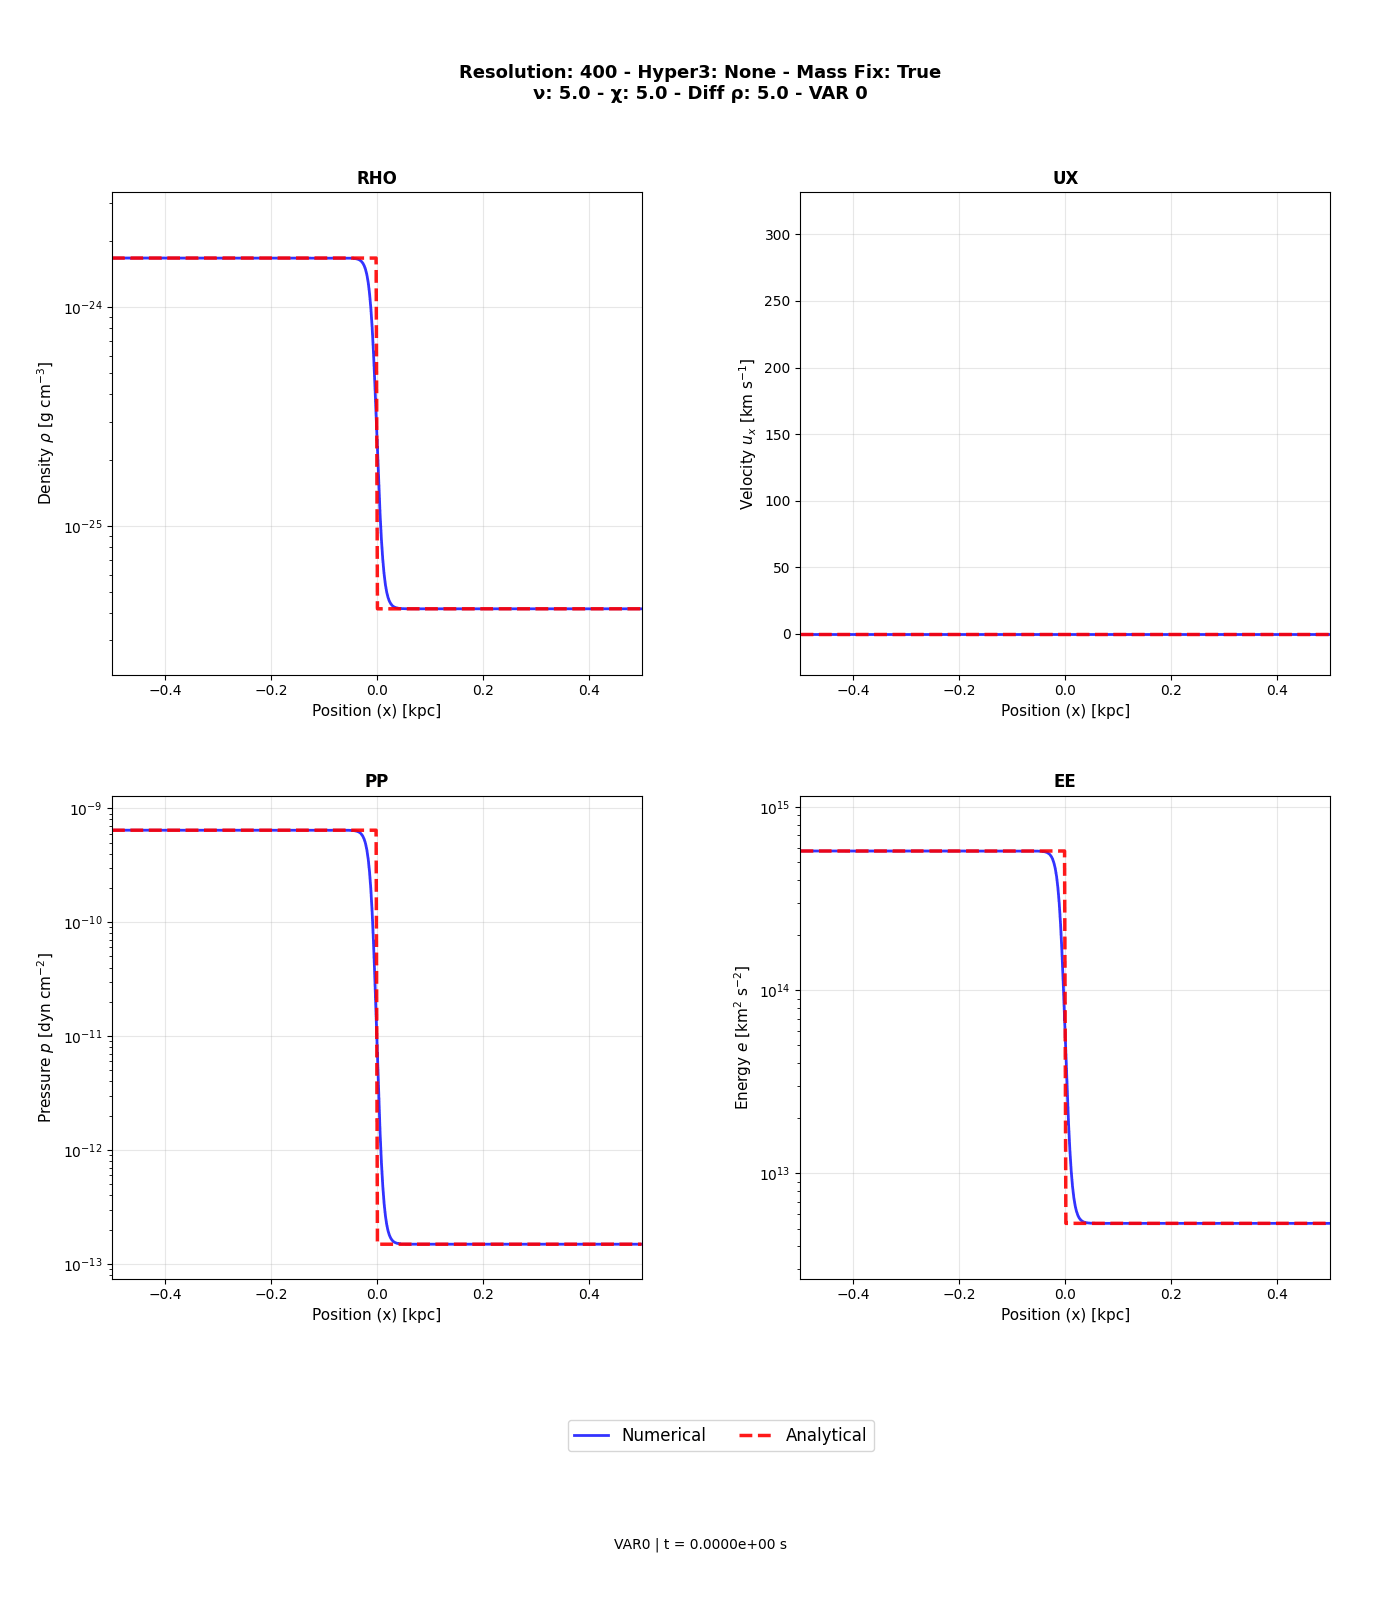 Resolution: 400 - Hyper3: None - Mass Fix: True
ν: 5.0 - χ: 5.0 - Diff ρ: 5.0 - VAR 0
RHO
Density ρ [g cm⁻³]
10⁻²⁴
10⁻²⁵
−0.4 −0.2 0.0 0.2 0.4
Position (x) [kpc]
UX
Velocity uₓ [km s⁻¹]
300
250
200
150
100
50
0
−0.4 −0.2 0.0 0.2 0.4
Position (x) [kpc]
PP
Pressure p [dyn cm⁻²]
10⁻⁹
10⁻¹⁰
10⁻¹¹
10⁻¹²
10⁻¹³
−0.4 −0.2 0.0 0.2 0.4
Position (x) [kpc]
EE
Energy e [km² s⁻²]
10¹⁵
10¹⁴
10¹³
−0.4 −0.2 0.0 0.2 0.4
Position (x) [kpc]
Numerical Analytical
VAR0 | t = 0.0000e+00 s